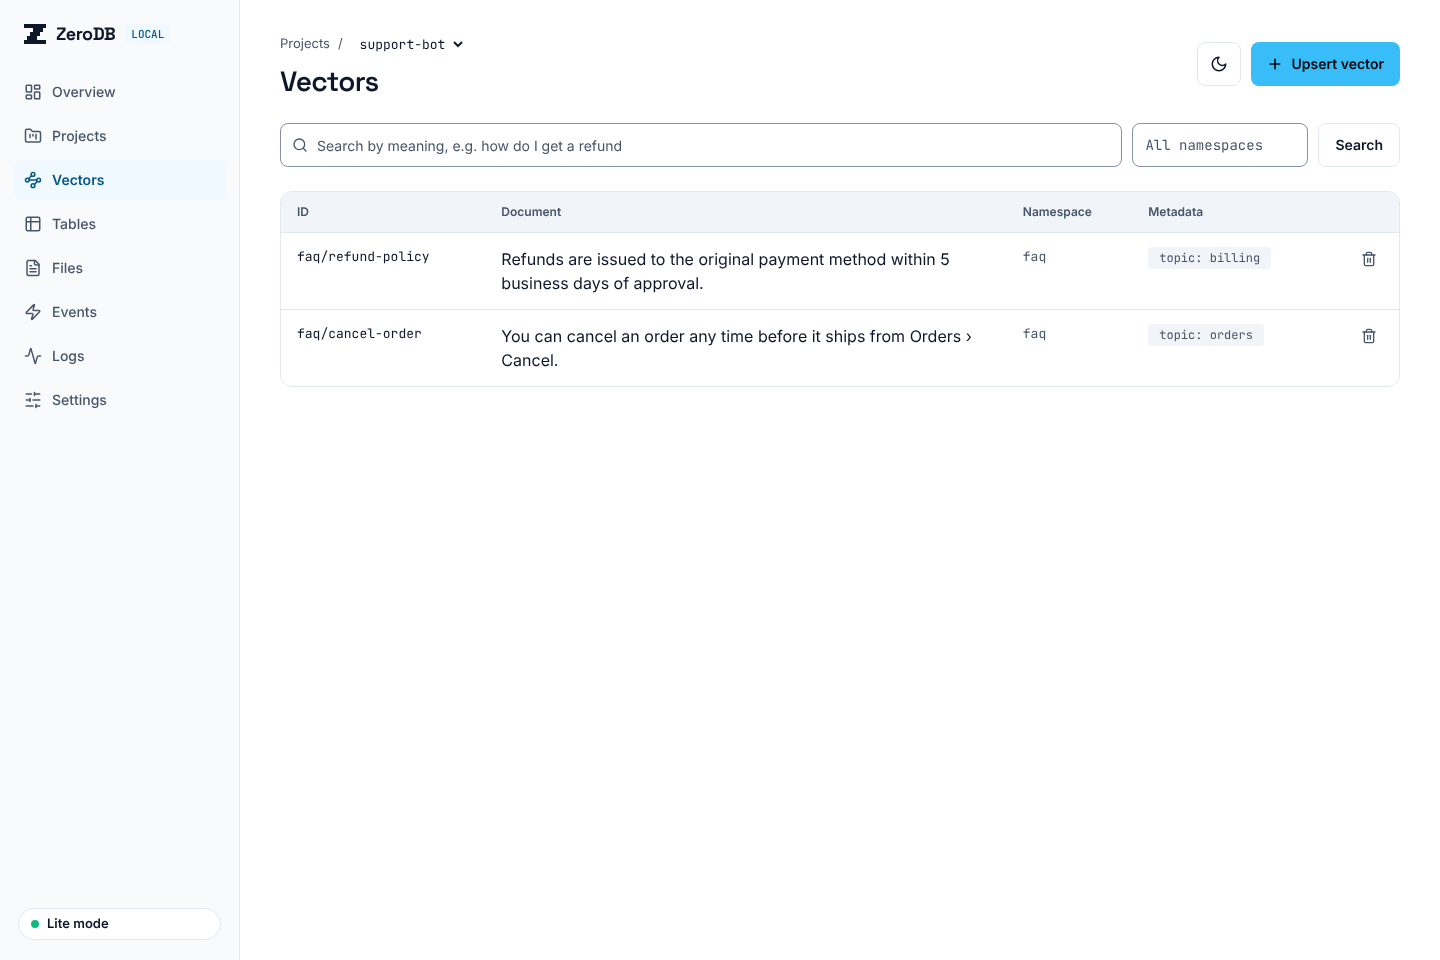 ZeroDB LOCAL
Overview
Projects
Vectors
Tables
Files
Events
Logs
Settings
Lite mode
Projects / support-bot
Vectors
Upsert vector
Search by meaning, e.g. how do I get a refund
All namespaces
Search
ID Document Namespace Metadata
faq/refund-policy
Refunds are issued to the original payment method within 5
business days of approval.
faq
topic: billing
faq/cancel-order
You can cancel an order any time before it ships from Orders ›
Cancel.
faq
topic: orders